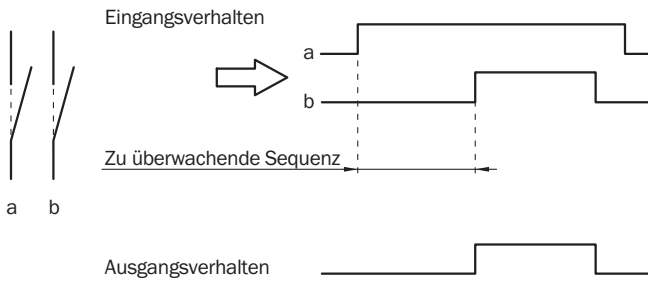 Eingangsverhalten
a
b
Zu überwachende Sequenz
a b
Ausgangsverhalten